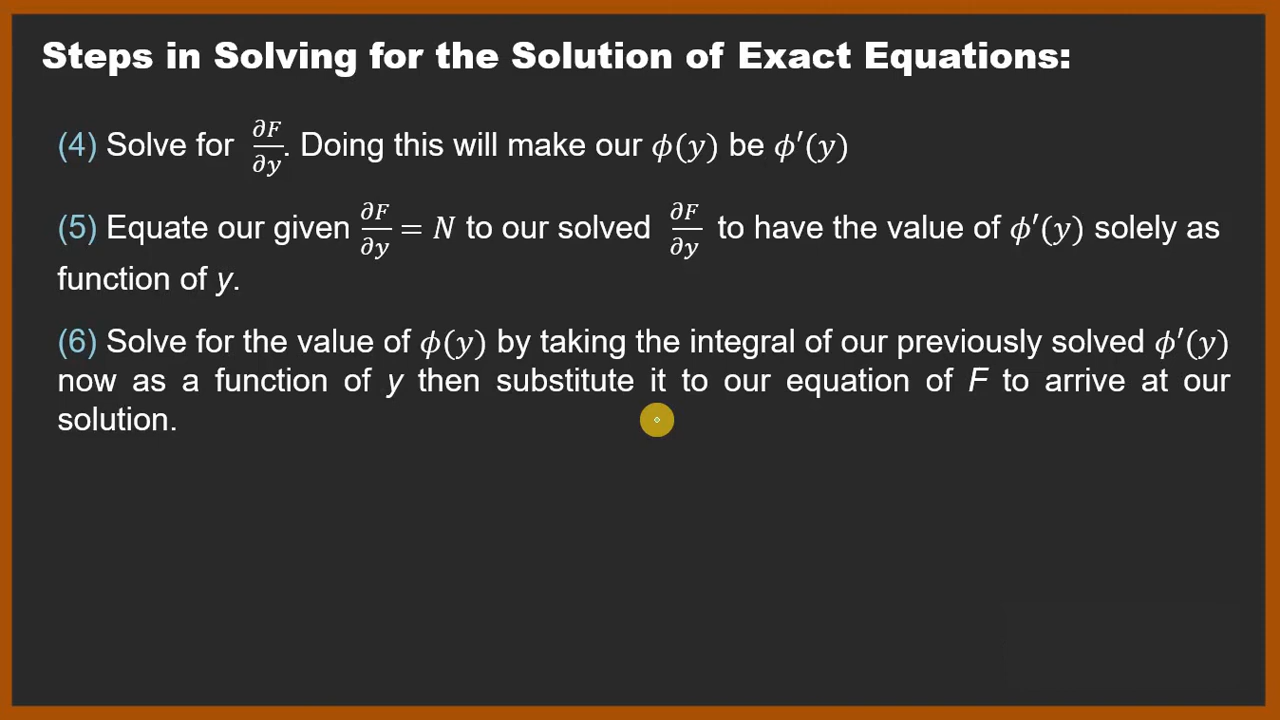 Steps in Solving for the Solution of Exact Equations:
(4) Solve for ∂F/∂y. Doing this will make our ϕ(y) be ϕ′(y)
(5) Equate our given ∂F/∂y = N to our solved ∂F/∂y to have the value of ϕ′(y) solely as
function of y.
(6) Solve for the value of ϕ(y) by taking the integral of our previously solved ϕ′(y)
now as a function of y then substitute it to our equation of F to arrive at our
solution.